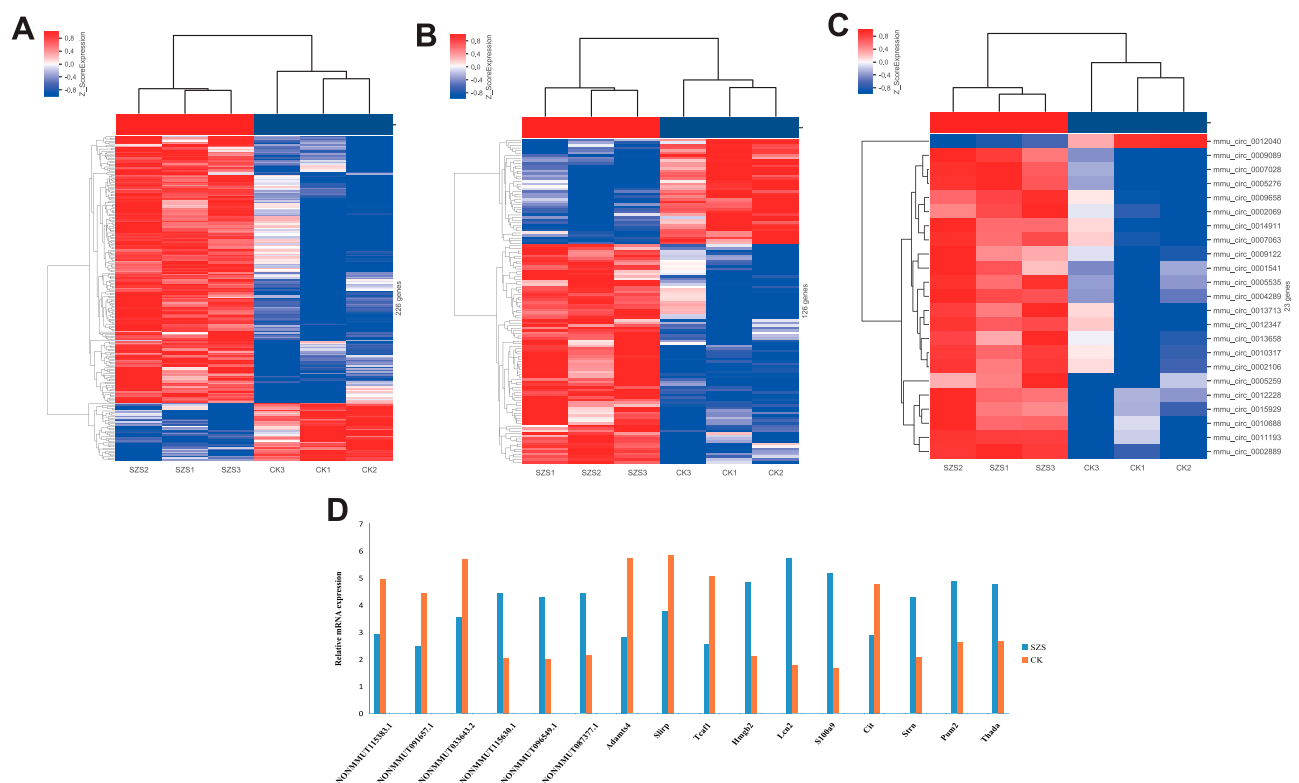 A
0.8
0.4
0
-0.4
-0.8
Z_ScoreExpression
226 genes
SZS2 SZS1 SZS3 CK3 CK1 CK2
B
0.8
0.4
0
-0.4
-0.8
Z_ScoreExpression
126 genes
SZS1 SZS2 SZS3 CK3 CK1 CK2
C
0.8
0.4
0
-0.4
-0.8
Z_ScoreExpression
mmu_circ_0012040
mmu_circ_0009089
mmu_circ_0007028
mmu_circ_0005276
mmu_circ_0009658
mmu_circ_0002069
mmu_circ_0014911
mmu_circ_0007063
mmu_circ_0009122
mmu_circ_0001541
mmu_circ_0005535
mmu_circ_0004289
mmu_circ_0013713
mmu_circ_0012347
mmu_circ_0013658
mmu_circ_0010317
mmu_circ_0002106
mmu_circ_0005259
mmu_circ_0012228
mmu_circ_0015929
mmu_circ_0010688
mmu_circ_0011193
mmu_circ_0002889
23 genes
SZS2 SZS1 SZS3 CK3 CK1 CK2
D
Relative mRNA expression
7
6
5
4
3
2
1
0
NONMMUT115383.1
NONMMUT091657.1
NONMMUT033643.2
NONMMUT115630.1
NONMMUT096549.1
NONMMUT087377.1
Adamts4
Slirp
Tcaf1
Hmgb2
Lcn2
S100a9
Cit
Strn
Pum2
Thada
SZS
CK